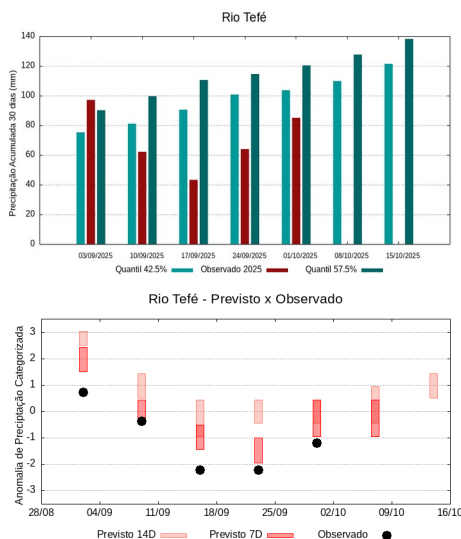 Rio Tefé
Precipitação Acumulada 30 dias (mm)
140
120
100
80
60
40
20
0
03/09/2025 10/09/2025 17/09/2025 24/09/2025 01/10/2025 08/10/2025 15/10/2025
Quantil 42.5% Observado 2025 Quantil 57.5%
Rio Tefé - Previsto x Observado
Anomalia de Preciptação Categorizada
3
2
1
0
-1
-2
-3
28/08 04/09 11/09 18/09 25/09 02/10 09/10 16/10
Previsto 14D Previsto 7D Observado